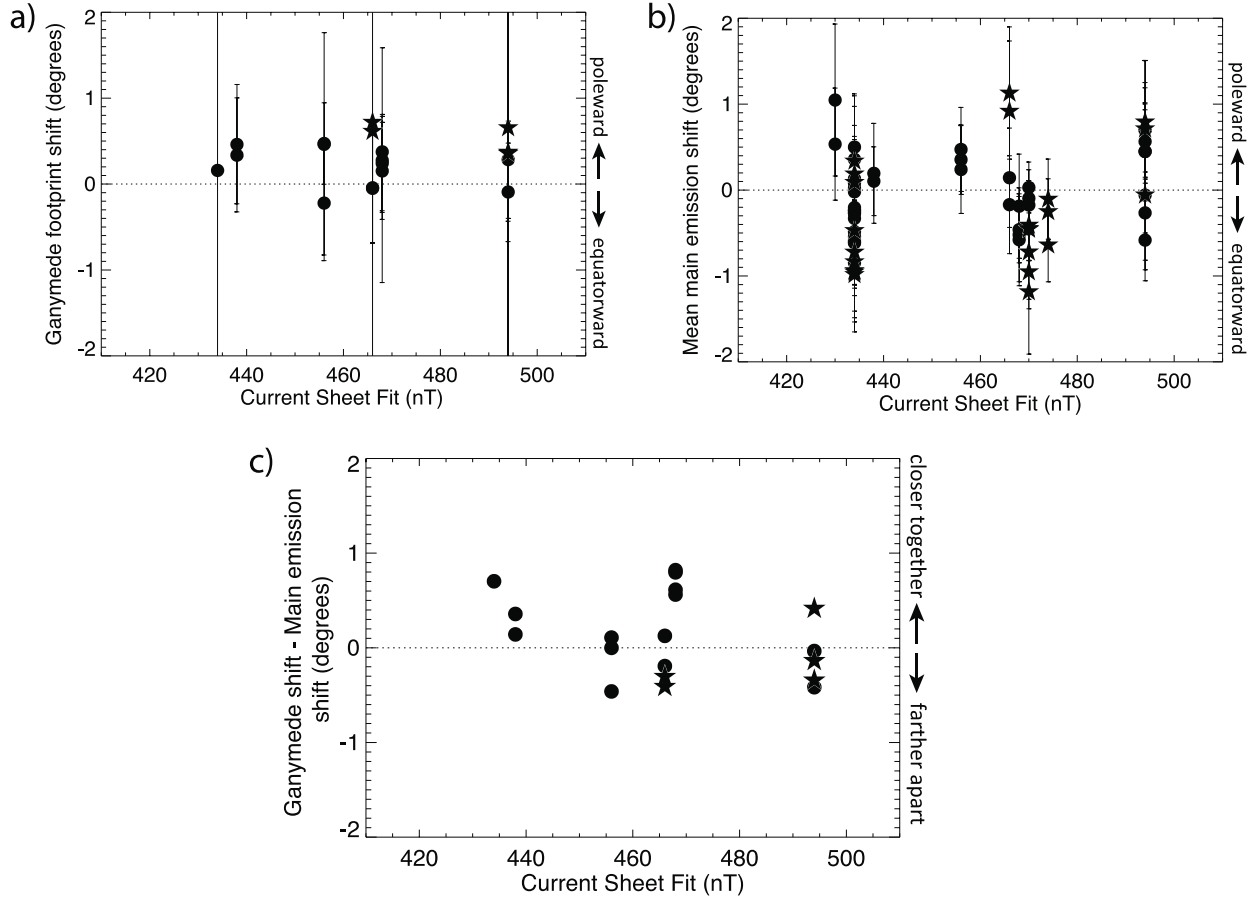 a)
Ganymede footprint shift (degrees)
2
1
0
-1
-2
420 440 460 480 500
Current Sheet Fit (nT)
poleward
equatorward
b)
Mean main emission shift (degrees)
2
1
0
-1
-2
420 440 460 480 500
Current Sheet Fit (nT)
poleward
equatorward
c)
Ganymede shift - Main emission
shift (degrees)
2
1
0
-1
-2
420 440 460 480 500
Current Sheet Fit (nT)
closer together
farther apart